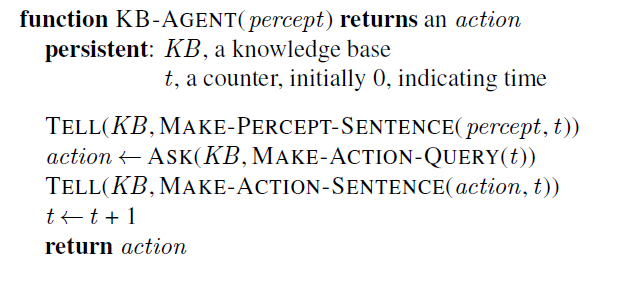 function KB-AGENT(percept) returns an action
persistent: KB, a knowledge base
t, a counter, initially 0, indicating time
TELL(KB, MAKE-PERCEPT-SENTENCE(percept, t))
action ← ASK(KB, MAKE-ACTION-QUERY(t))
TELL(KB, MAKE-ACTION-SENTENCE(action, t))
t ← t + 1
return action